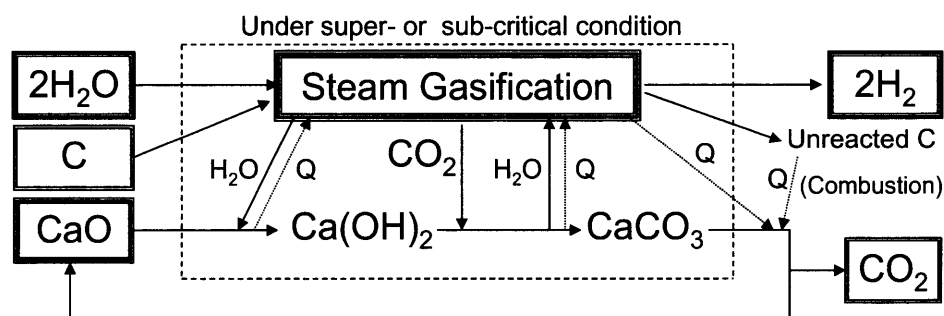 Under super- or sub-critical condition
2H₂O
Steam Gasification
2H₂
C
Unreacted C
H₂O
Q
CO₂
H₂O
Q
Q
Q
(Combustion)
CaO
Ca(OH)₂
CaCO₃
CO₂